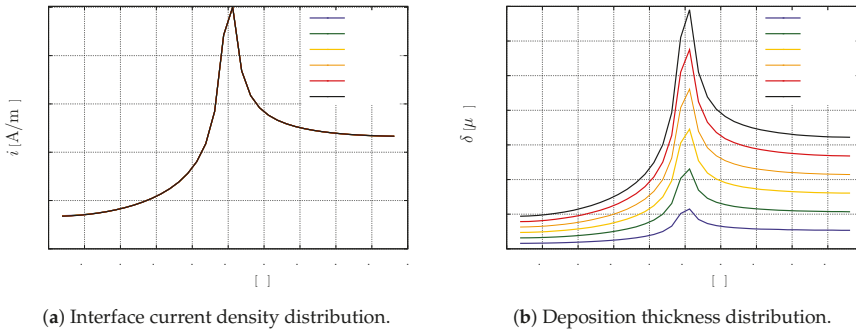 i [A/m ]
[ ]
(a) Interface current density distribution.
δ [μ ]
[ ]
(b) Deposition thickness distribution.